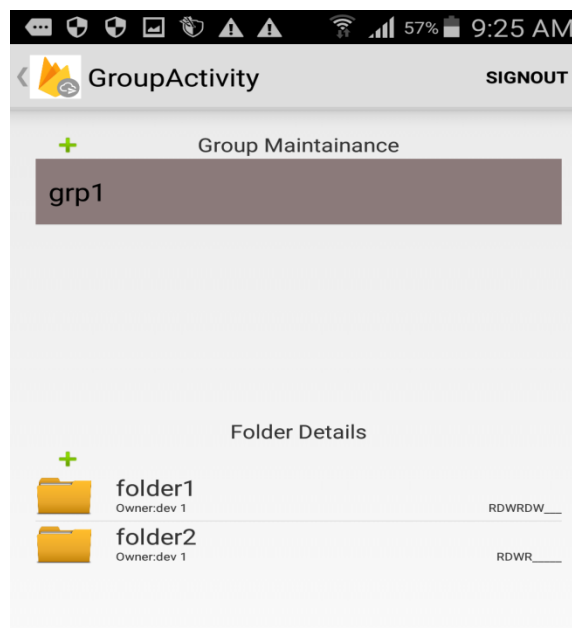 57% 9:25 AM
GroupActivity SIGNOUT
Group Maintainance
grp1
Folder Details
folder1
Owner:dev 1 RDWRDW__
folder2
Owner:dev 1 RDWR____